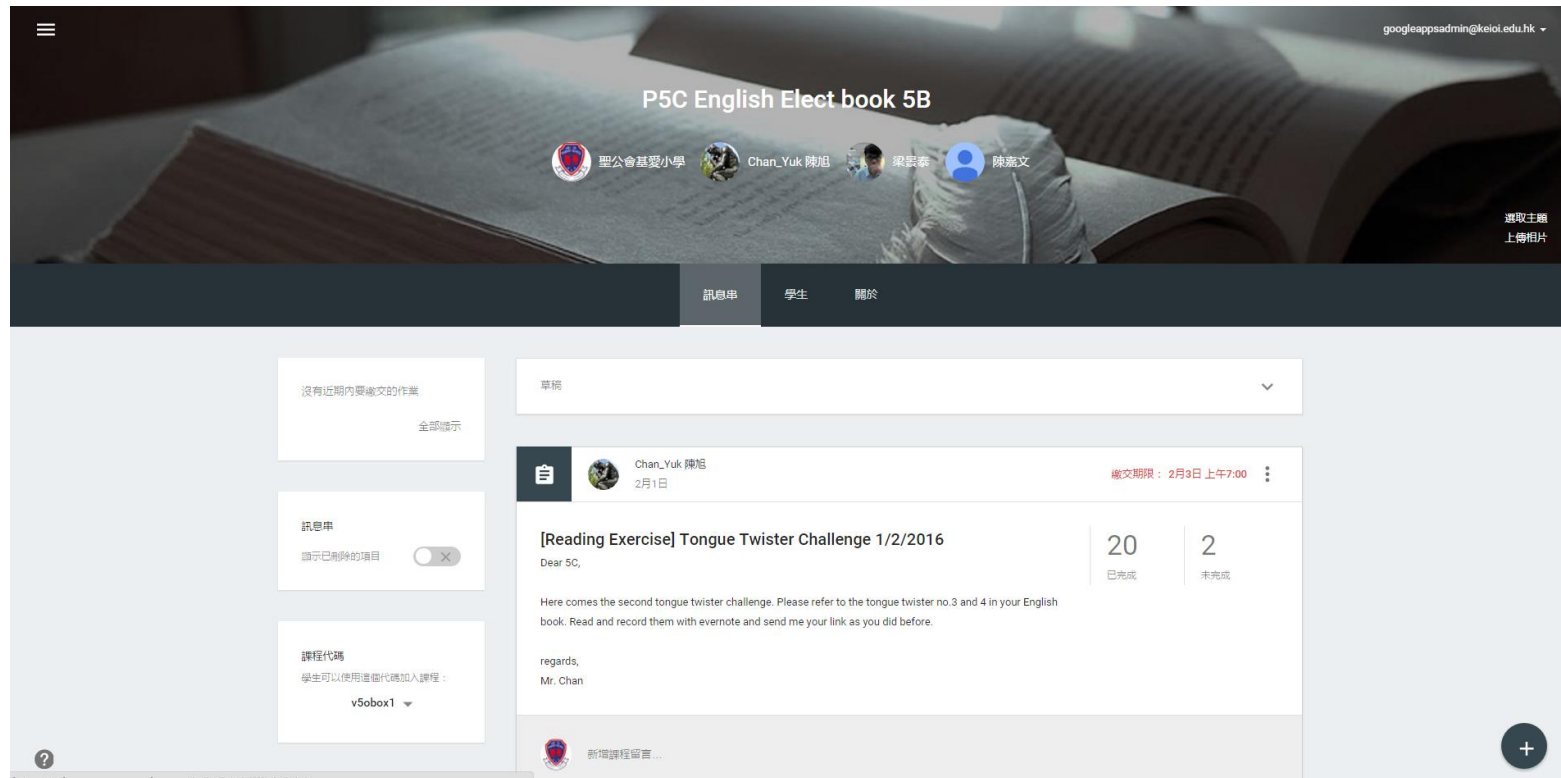 googleappsadmin@keioi.edu.hk
P5C English Elect book 5B
聖公會基愛小學 Chan_Yuk 陳旭 梁雲泰 陳嘉文
選取主題
上傳相片
訊息串 學生 關於
沒有近期內要繳交的作業
全部顯示
草稿
Chan_Yuk 陳旭
2月1日
繳交期限： 2月3日 上午7:00
訊息串
顯示已刪除的項目
[Reading Exercise] Tongue Twister Challenge 1/2/2016
Dear 5C,
Here comes the second tongue twister challenge. Please refer to the tongue twister no.3 and 4 in your English
book. Read and record them with evernote and send me your link as you did before.
regards,
Mr. Chan
20
已完成
2
未完成
課程代碼
學生可以使用這個代碼加入課程：
v5obox1
新增課程留言...